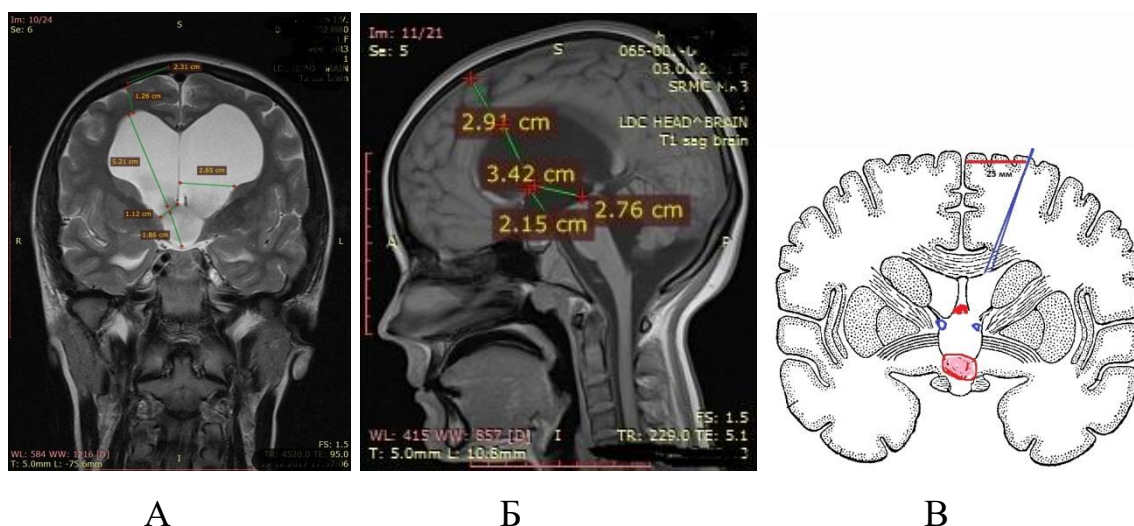 Im: 10/24
Se: 6
S
2.31 cm
1.26 cm
5.21 cm
2.85 cm
1.12 cm
1.86 cm
R
L
FS: 1.5
WL: 584 WW: 1216 [D]
T: 5.0mm L: -75.6mm
TR: 4520.0 TE: 95.0
I
Im: 11/21
Se: 5
S
SRMC
LDC HEAD^BRAIN
T1 sag brain
2.91 cm
3.42 cm
2.76 cm
2.15 cm
A
P
FS: 1.5
WL: 415 WW: 857 [D]
TR: 229.0 TE: 5.1
T: 5.0mm L: 10.8mm
I
25 мм
А
Б
В